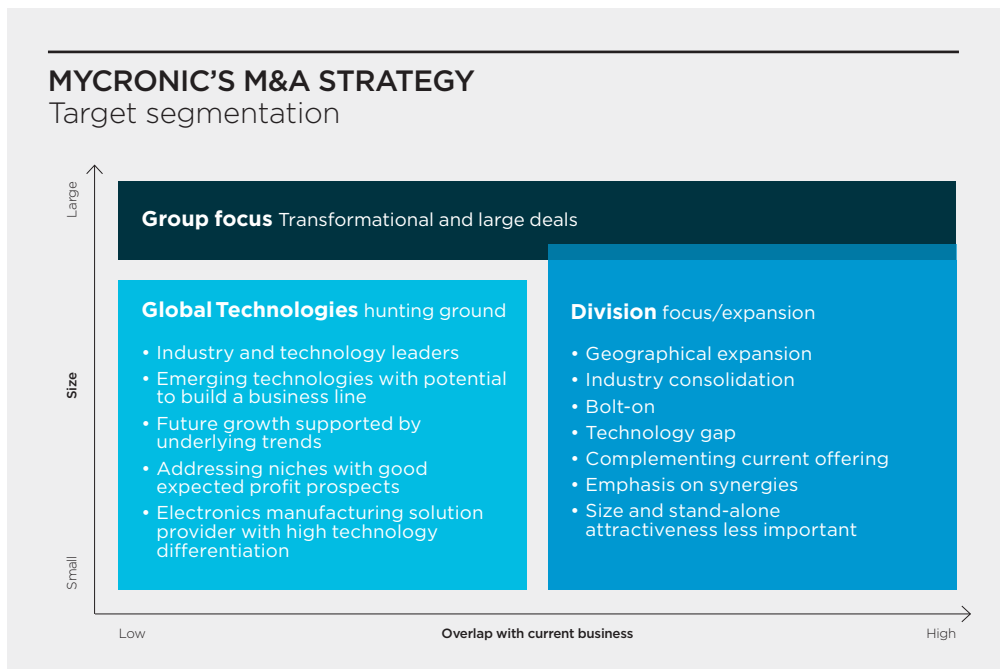 MYCRONIC’S M&A STRATEGY
Target segmentation
Large
Size
Small
Group focus Transformational and large deals
Global Technologies hunting ground
• Industry and technology leaders
• Emerging technologies with potential
to build a business line
• Future growth supported by
underlying trends
• Addressing niches with good
expected profit prospects
• Electronics manufacturing solution
provider with high technology
differentiation
Division focus/expansion
• Geographical expansion
• Industry consolidation
• Bolt-on
• Technology gap
• Complementing current offering
• Emphasis on synergies
• Size and stand-alone
attractiveness less important
Low
Overlap with current business
High